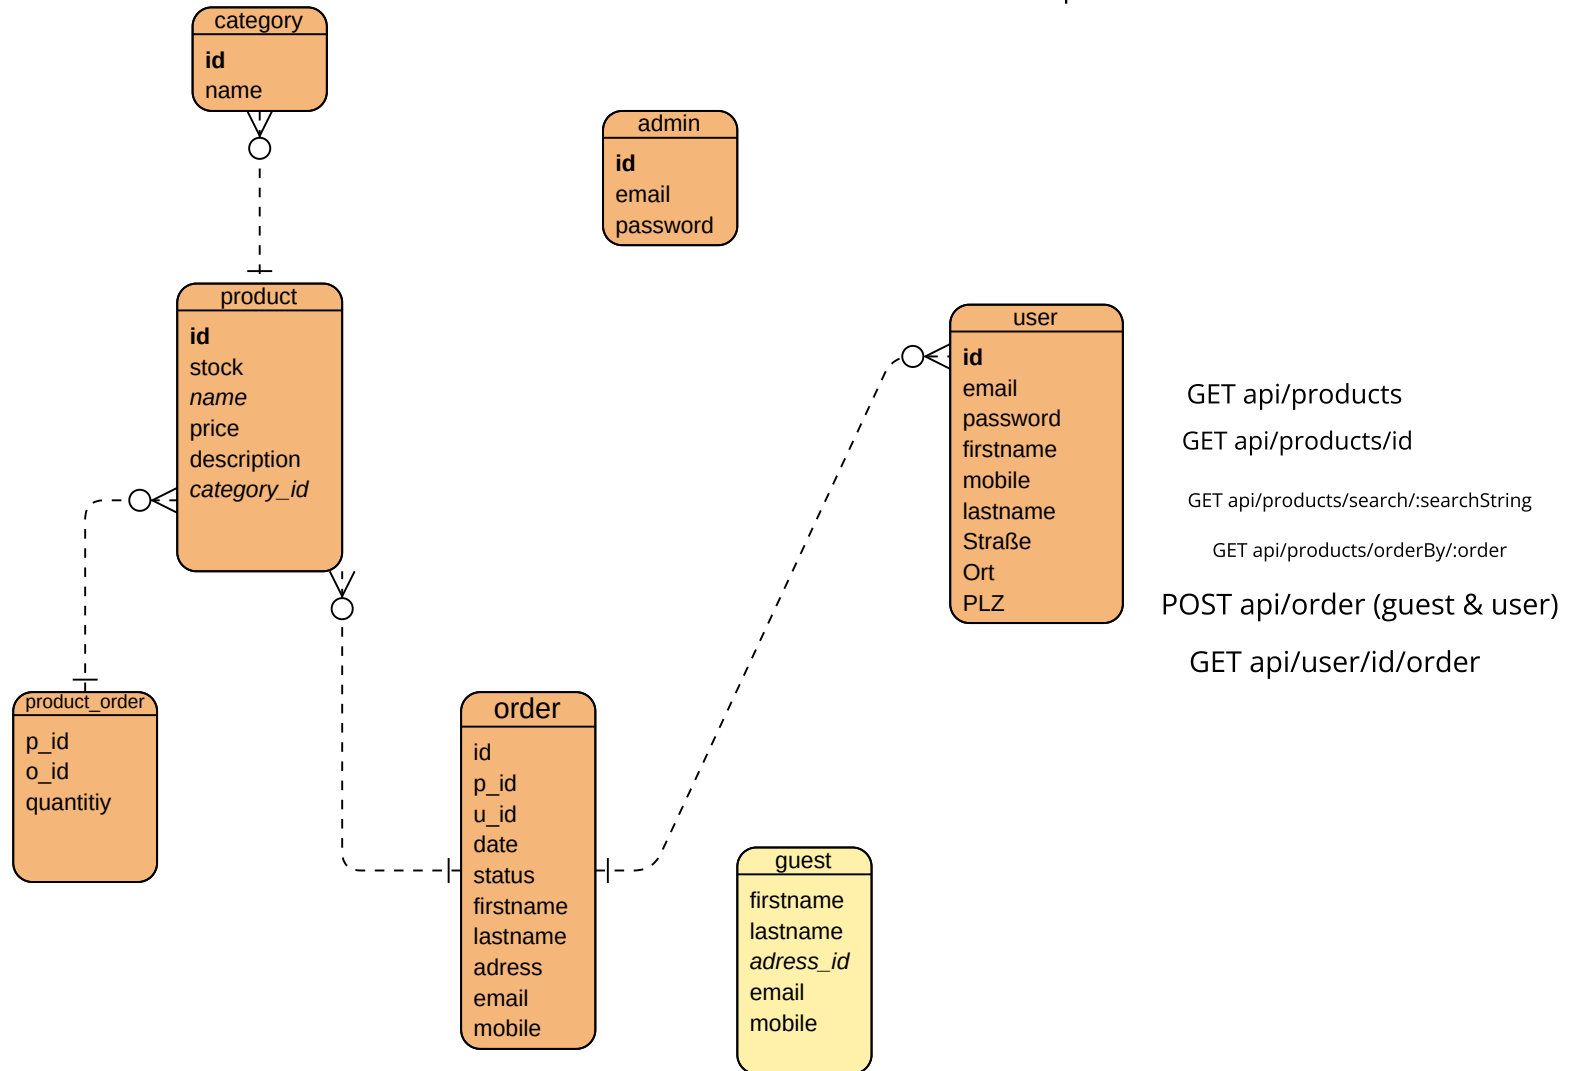 category
id
name
admin
id
email
password
product
id
stock
name
price
description
category_id
user
id
email
password
firstname
mobile
lastname
Straße
Ort
PLZ
GET api/products
GET api/products/id
GET api/products/search/:searchString
GET api/products/orderBy/:order
POST api/order (guest & user)
GET api/user/id/order
product_order
p_id
o_id
quantitiy
order
id
p_id
u_id
date
status
firstname
lastname
adress
email
mobile
guest
firstname
lastname
adress_id
email
mobile